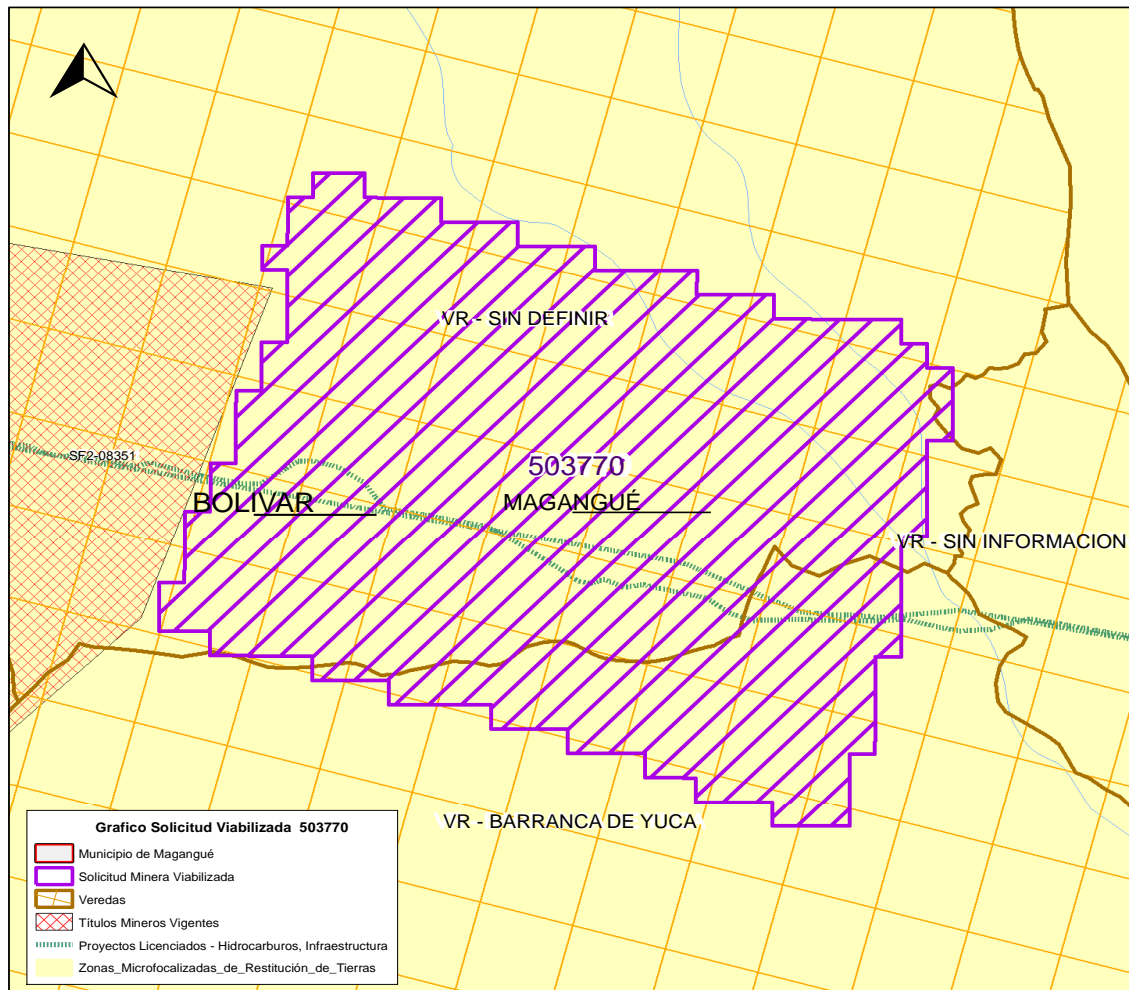 VR - SIN DEFINIR
SF2-08351
503770
BOLIVAR
MAGANGUÉ
VR - SIN INFORMACION
VR - BARRANCA DE YUCA
Grafico Solicitud Viabilizada 503770
Municipio de Magangué
Solicitud Minera Viabilizada
Veredas
Títulos Mineros Vigentes
Proyectos Licenciados - Hidrocarburos, Infraestructura
Zonas_Microfocalizadas_de_Restitución_de_Tierras